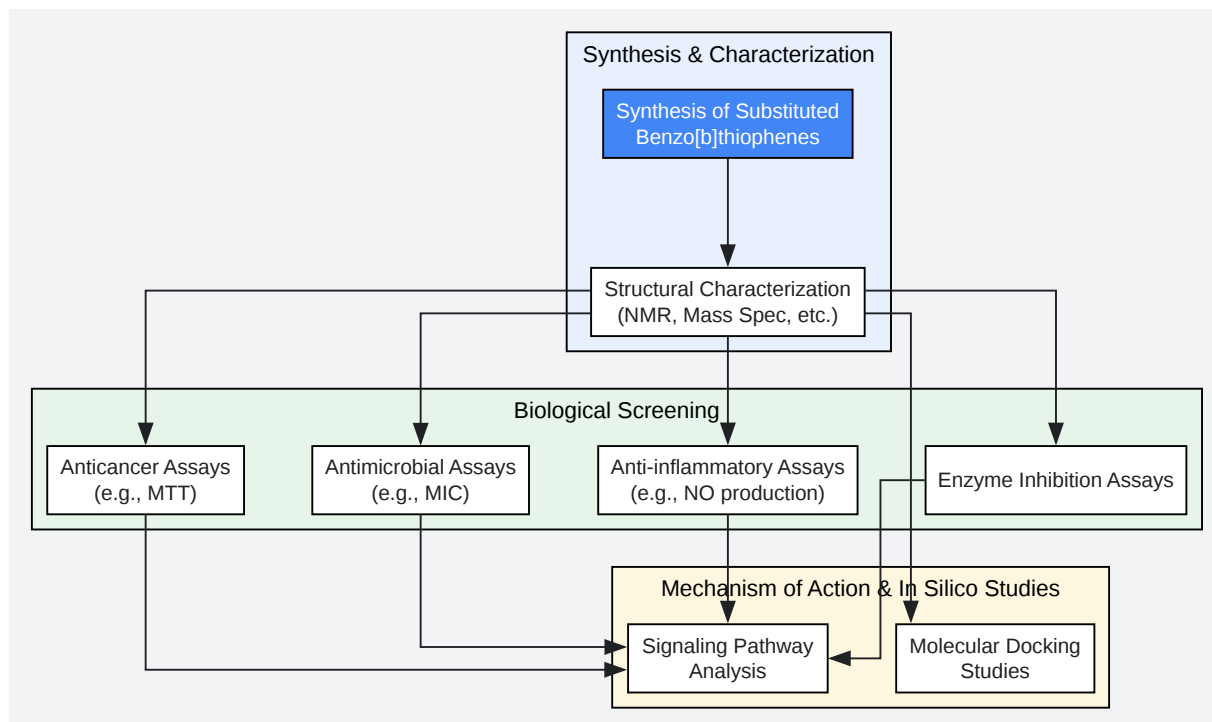 Synthesis & Characterization
Synthesis of Substituted
Benzo[b]thiophenes
Structural Characterization
(NMR, Mass Spec, etc.)
Biological Screening
Anticancer Assays
(e.g., MTT)
Antimicrobial Assays
(e.g., MIC)
Anti-inflammatory Assays
(e.g., NO production)
Enzyme Inhibition Assays
Mechanism of Action & In Silico Studies
Signaling Pathway
Analysis
Molecular Docking
Studies